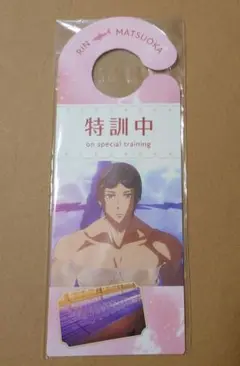 RIN MATSUOKA
特訓中
on special training